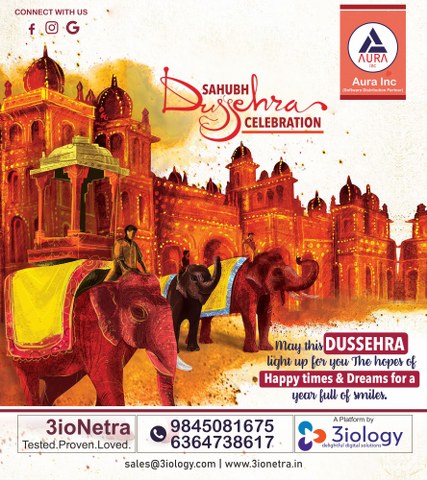 CONNECT WITH US
AURA
INC
Aura Inc
(Software Distribution Partner)
SAHUBH
Dussehra
CELEBRATION
May this DUSSEHRA
light up for you The hopes of
Happy times & Dreams for a
year full of smiles.
3ioNetra
Tested.Proven.Loved.
9845081675
6364738617
A Platform by
3iology
delightful digital solutions
sales@3iology.com | www.3ionetra.in